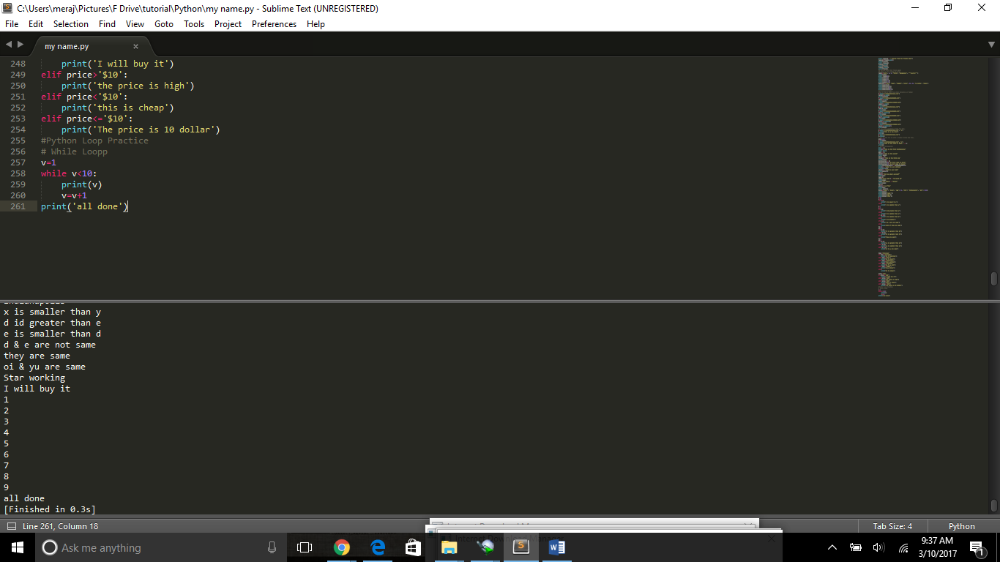 C:\Users\meraj\Pictures\F Drive\tutorial\Python\my name.py - Sublime Text (UNREGISTERED)
File Edit Selection Find View Goto Tools Project Preferences Help
my name.py
248 print('I will buy it')
249 elif price>'$10':
250 print('the price is high')
251 elif price<'$10':
252 print('this is cheap')
253 elif price<='$10':
254 print('The price is 10 dollar')
255 #Python Loop Practice
256 # While Loopp
257 v=1
258 while v<10:
259 print(v)
260 v=v+1
261 print('all done')
x is smaller than y
d id greater than e
e is smaller than d
d & e are not same
they are same
oi & yu are same
Star working
I will buy it
1
2
3
4
5
6
7
8
9
all done
[Finished in 0.3s]
Line 261, Column 18 Tab Size: 4 Python
Ask me anything
9:37 AM
3/10/2017
1